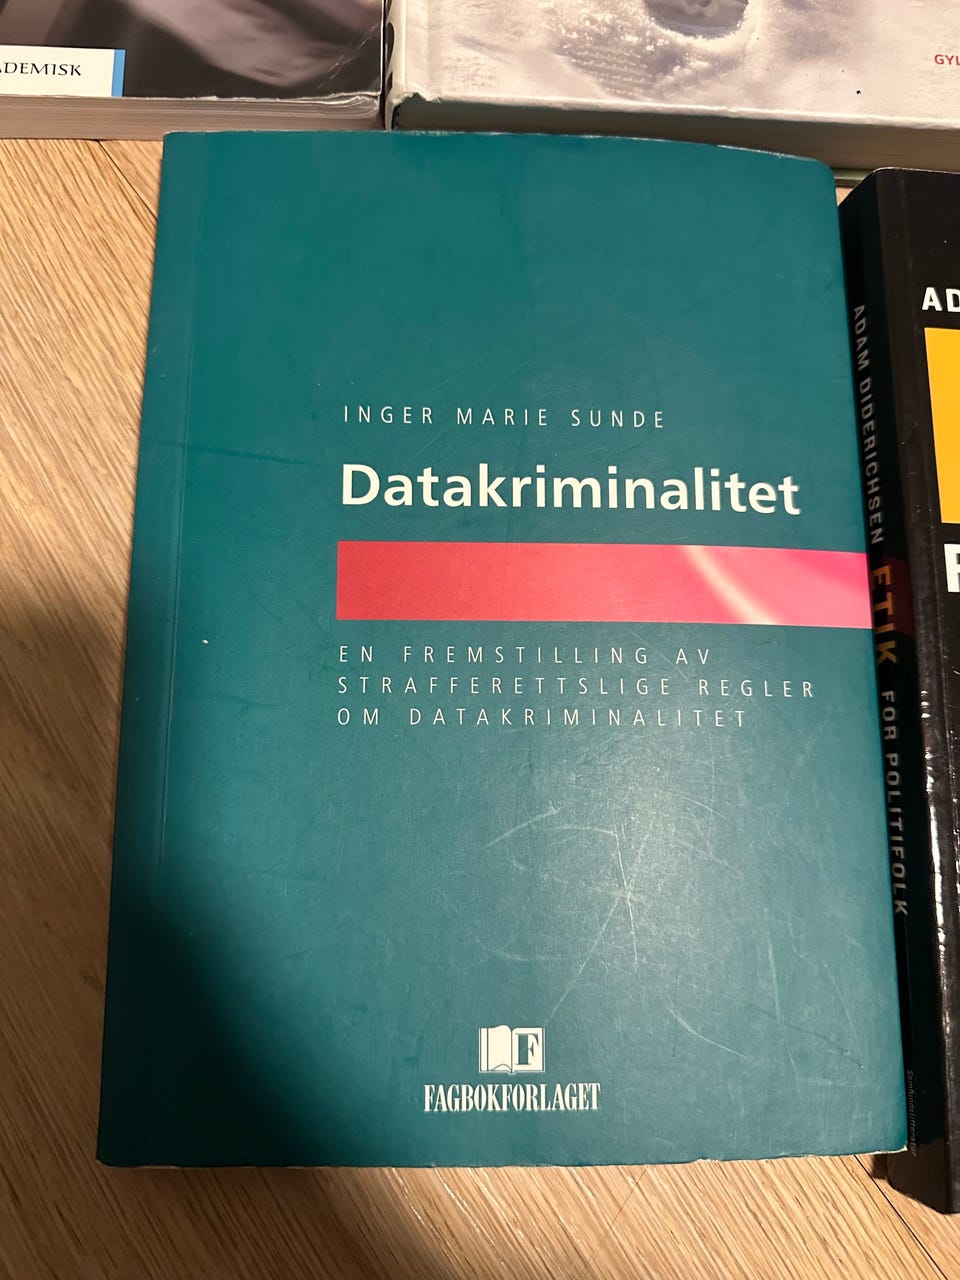 ADEMISK
GYL
INGER MARIE SUNDE
Datakriminalitet
EN FREMSTILLING AV
STRAFFERETTSLIGE REGLER
OM DATAKRIMINALITET
F
FAGBOKFORLAGET
ADAM DIDERICHSEN ETIK FOR POLITIFOLK
Samfundslitteratur
AD
F